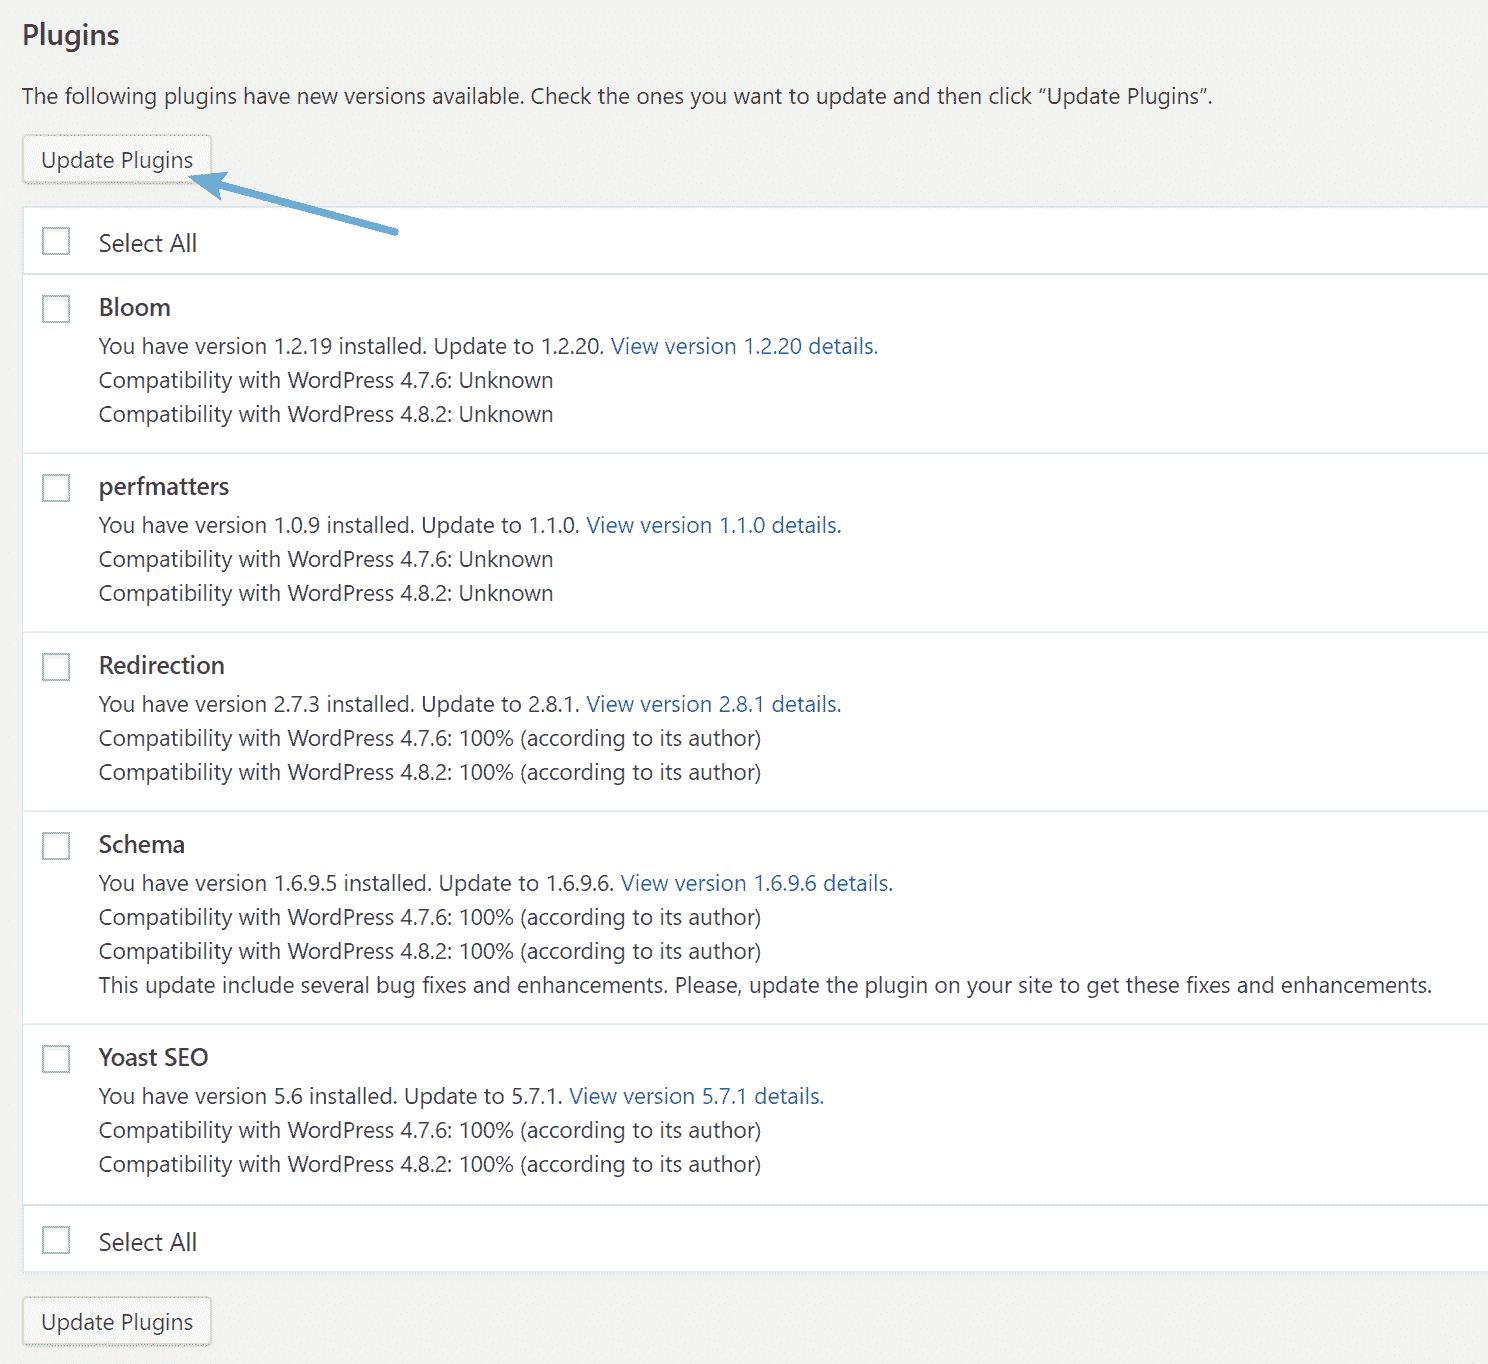 Plugins
The following plugins have new versions available. Check the ones you want to update and then click “Update Plugins”.
Update Plugins
Select All
Bloom
You have version 1.2.19 installed. Update to 1.2.20. View version 1.2.20 details.
Compatibility with WordPress 4.7.6: Unknown
Compatibility with WordPress 4.8.2: Unknown
perfmatters
You have version 1.0.9 installed. Update to 1.1.0. View version 1.1.0 details.
Compatibility with WordPress 4.7.6: Unknown
Compatibility with WordPress 4.8.2: Unknown
Redirection
You have version 2.7.3 installed. Update to 2.8.1. View version 2.8.1 details.
Compatibility with WordPress 4.7.6: 100% (according to its author)
Compatibility with WordPress 4.8.2: 100% (according to its author)
Schema
You have version 1.6.9.5 installed. Update to 1.6.9.6. View version 1.6.9.6 details.
Compatibility with WordPress 4.7.6: 100% (according to its author)
Compatibility with WordPress 4.8.2: 100% (according to its author)
This update include several bug fixes and enhancements. Please, update the plugin on your site to get these fixes and enhancements.
Yoast SEO
You have version 5.6 installed. Update to 5.7.1. View version 5.7.1 details.
Compatibility with WordPress 4.7.6: 100% (according to its author)
Compatibility with WordPress 4.8.2: 100% (according to its author)
Select All
Update Plugins